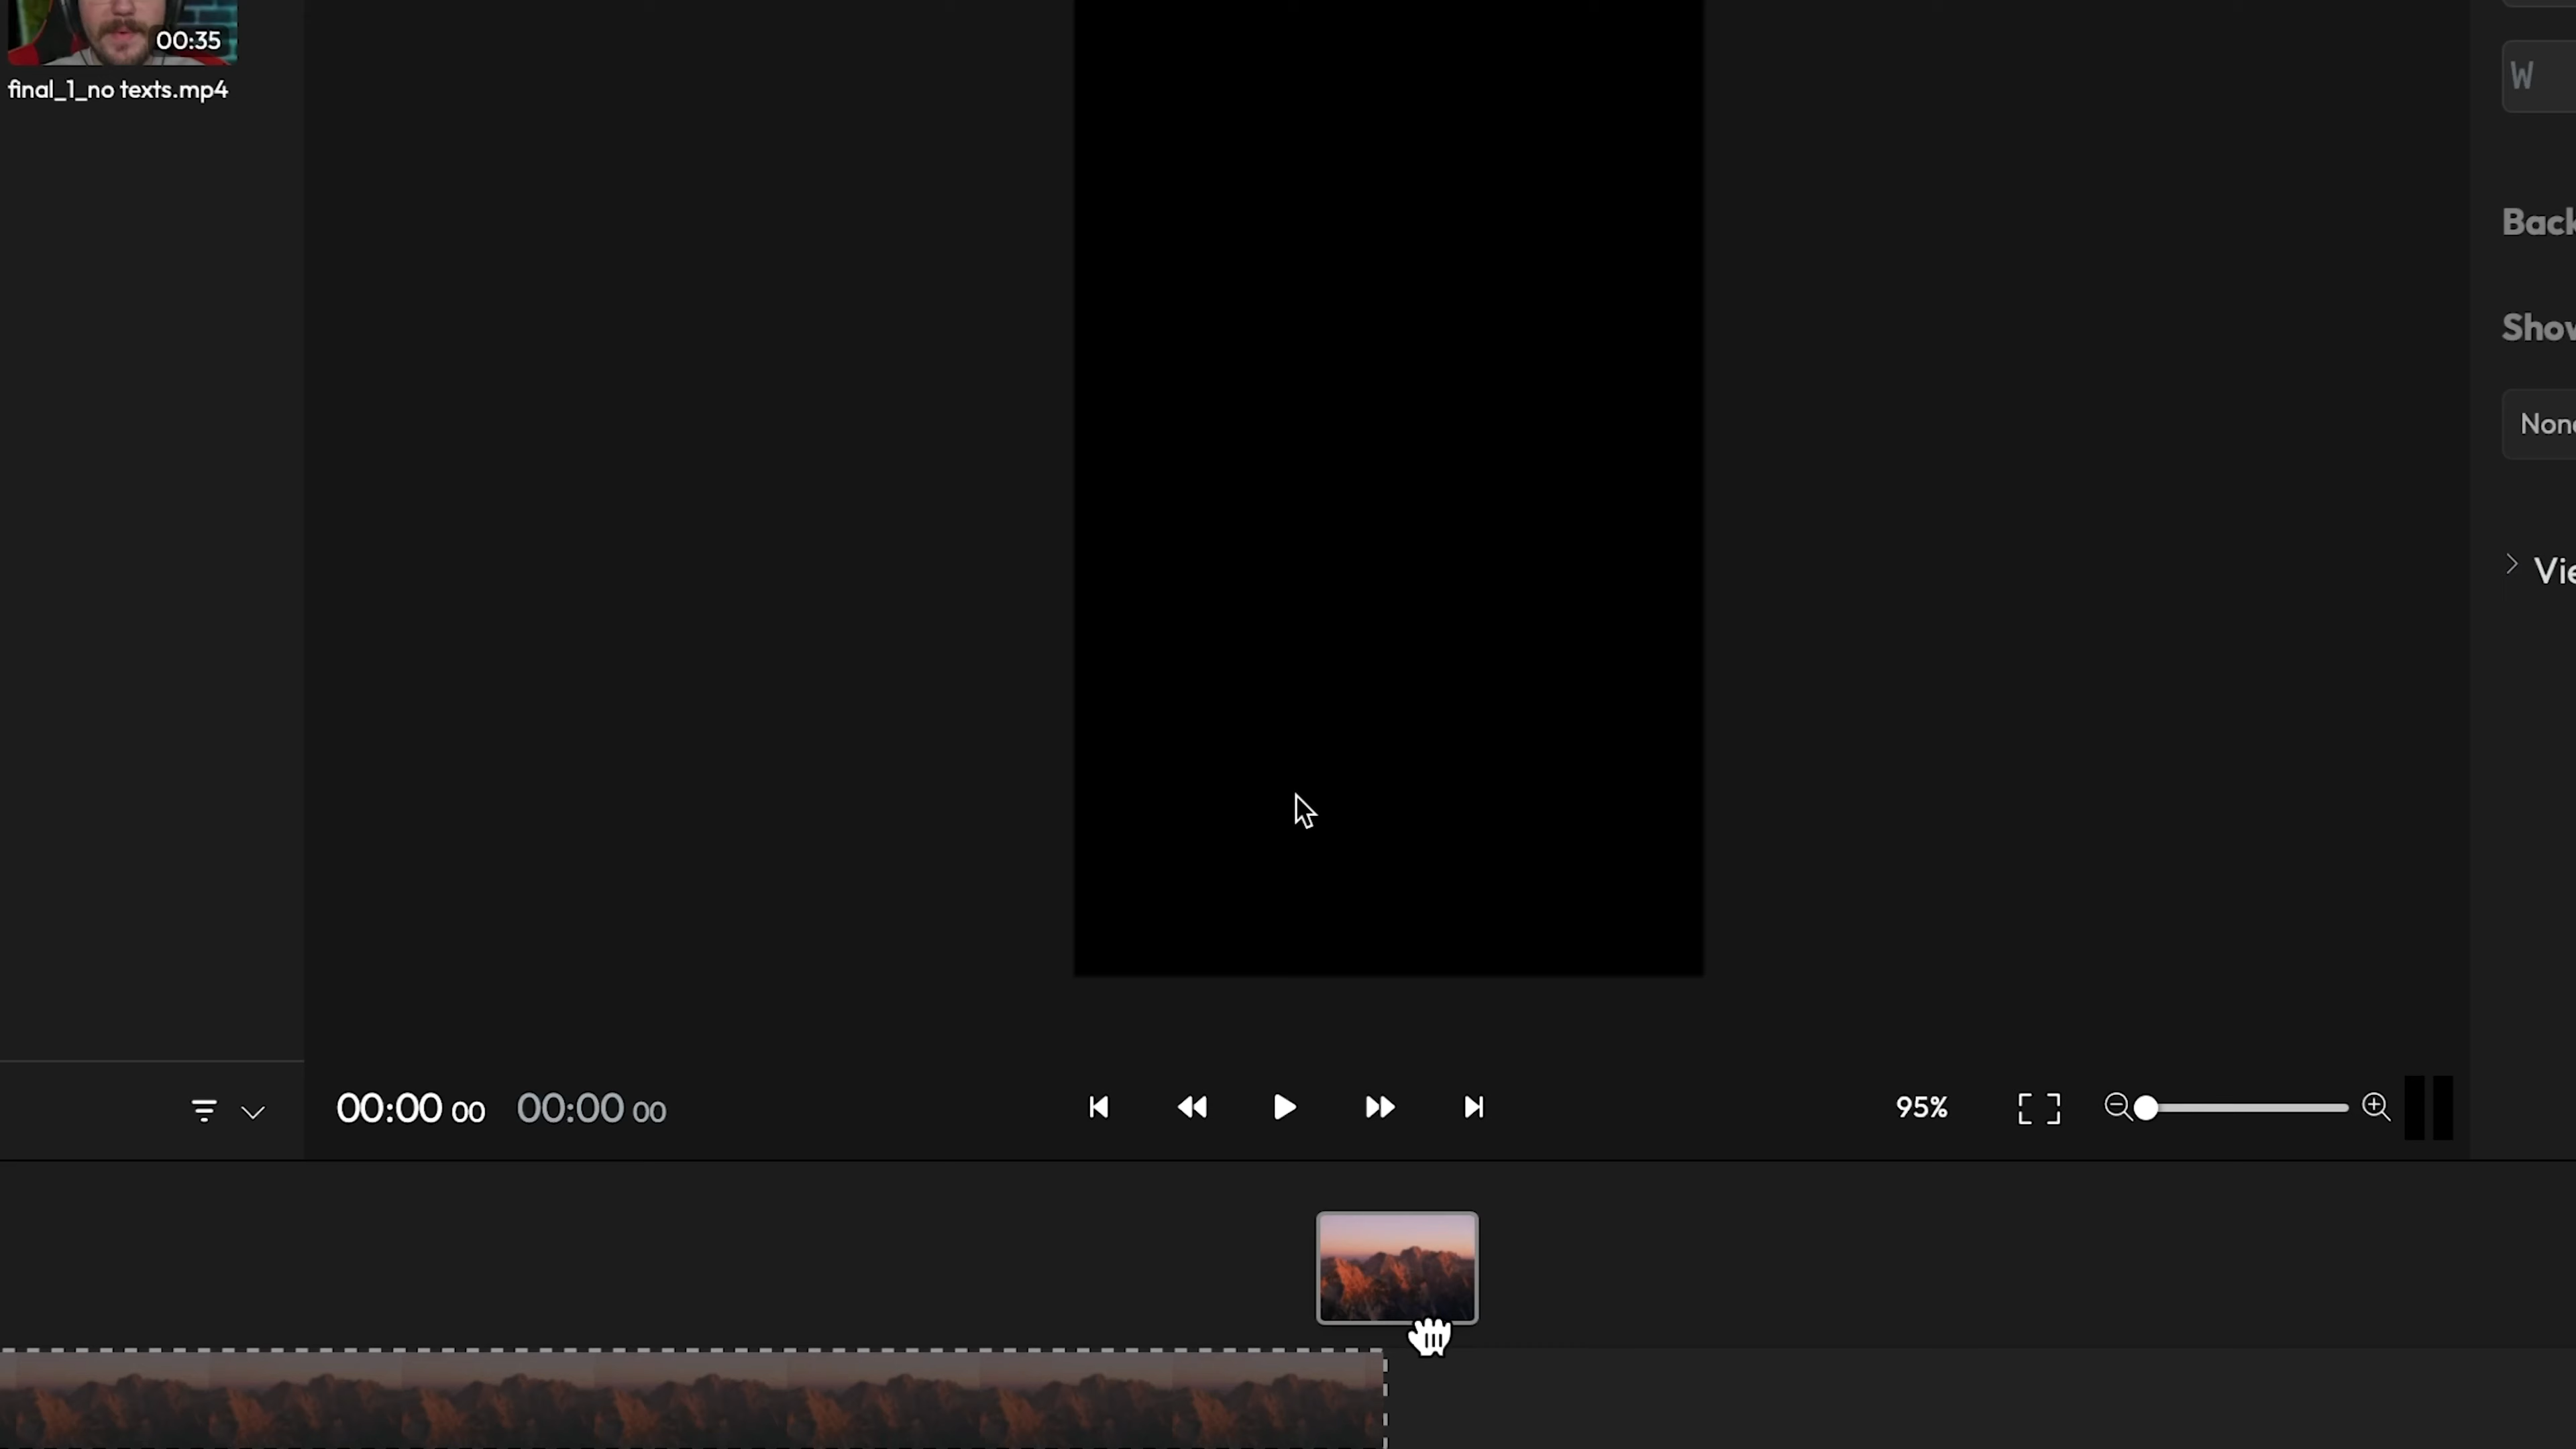 00:35
final_1_no texts.mp4
W
Back
Show
None
Vie
00:00 00 00:00 00
95%